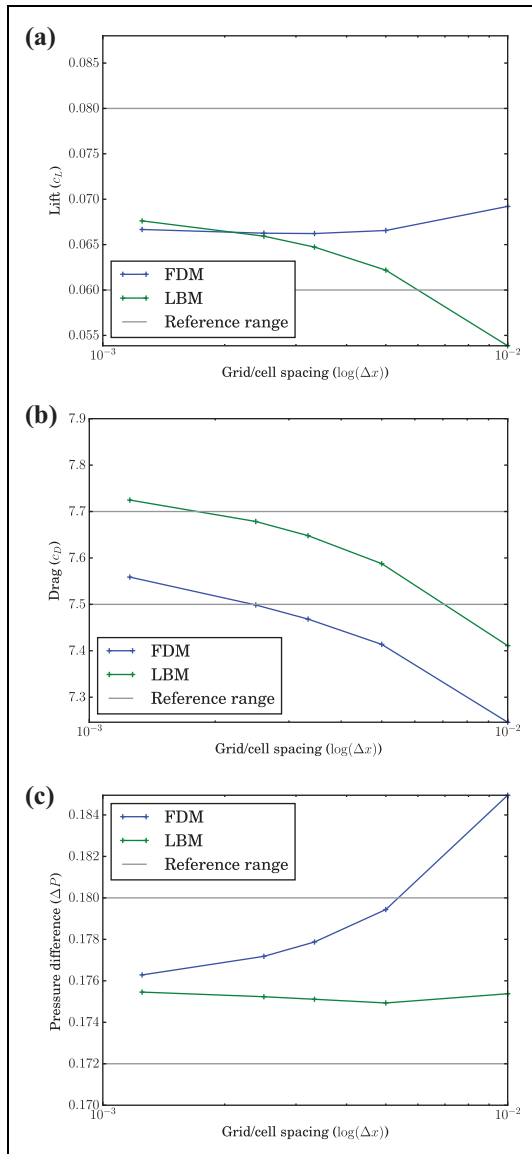 (a)
0.085
0.080
0.075
0.070
0.065
0.060
0.055
Lift (c_L)
FDM
LBM
Reference range
10⁻³
10⁻²
Grid/cell spacing (log(Δx))
(b)
7.9
7.8
7.7
7.6
7.5
7.4
7.3
Drag (c_D)
FDM
LBM
Reference range
10⁻³
10⁻²
Grid/cell spacing (log(Δx))
(c)
0.184
0.182
0.180
0.178
0.176
0.174
0.172
0.170
Pressure difference (ΔP)
FDM
LBM
Reference range
10⁻³
10⁻²
Grid/cell spacing (log(Δx))